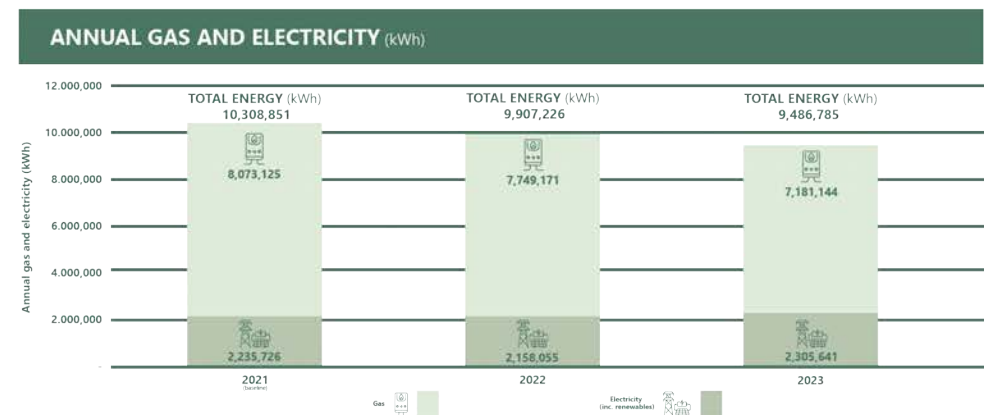 ANNUAL GAS AND ELECTRICITY (kWh)
Annual gas and electricity (kWh)
12.000,000
10.000,000
8.000,000
6.000,000
4.000,000
2.000,000
-
TOTAL ENERGY (kWh)
10,308,851
8,073,125
2,235,726
2021
(baseline)
TOTAL ENERGY (kWh)
9,907,226
7,749,171
2,158,055
2022
TOTAL ENERGY (kWh)
9,486,785
7,181,144
2,305,641
2023
Gas
Electricity
(inc. renewables)